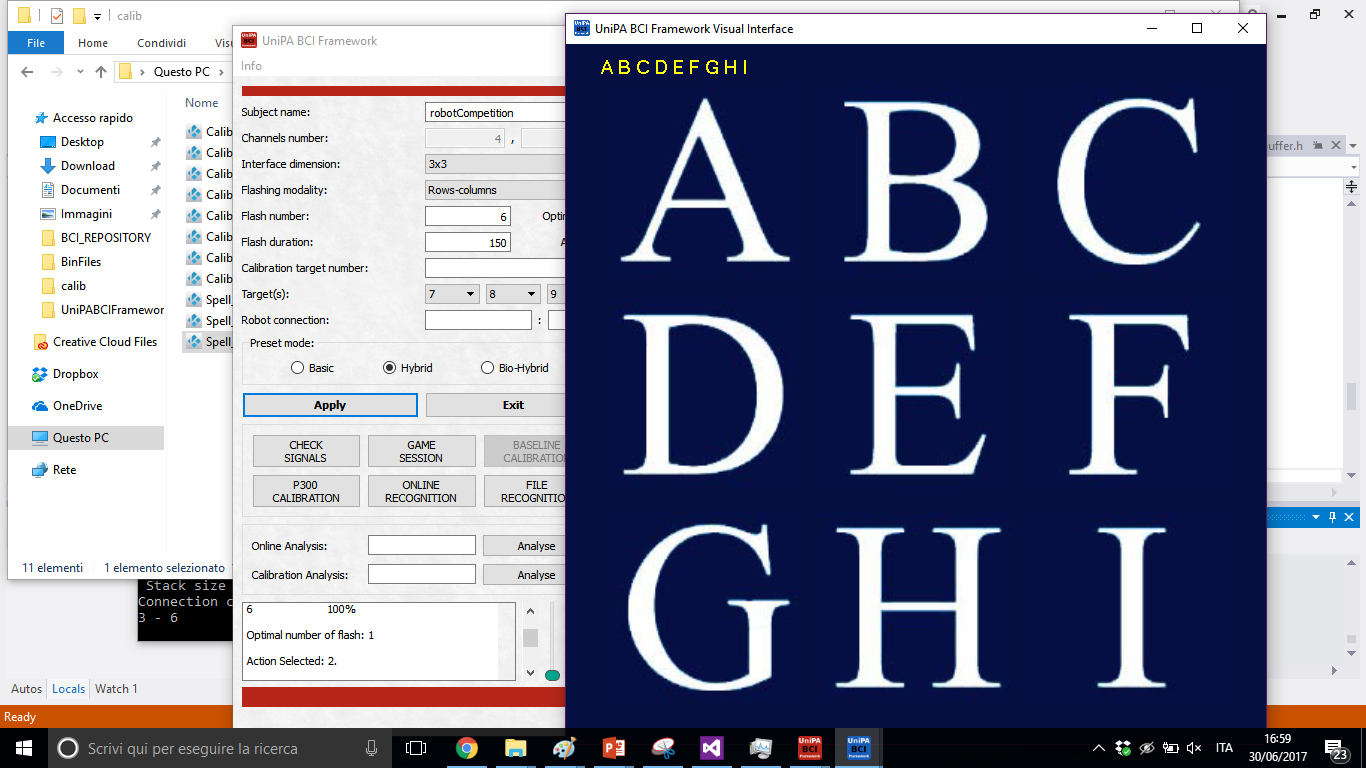 calib
File Home Condividi
Questo PC
Nome
Accesso rapido
Desktop
Download
Documenti
Immagini
BCI_REPOSITORY
BinFiles
calib
UniPABCIFramewor
Creative Cloud Files
Dropbox
OneDrive
Questo PC
Rete
Calib
Calib
Calib
Calib
Calib
Calib
Calib
Calib
Spell_
Spell_
Spell_
11 elementi 1 elemento selezionato
Stack size
Connection c
3 - 6
Autos Locals Watch 1
Ready
UniPA BCI Framework
Info
Subject name: robotCompetition
Channels number: 4 ,
Interface dimension: 3x3
Flashing modality: Rows-columns
Flash number: 6 Optin
Flash duration: 150 A
Calibration target number:
Target(s): 7 8 9
Robot connection: :
Preset mode:
Basic Hybrid Bio-Hybrid
Apply Exit
CHECK SIGNALS
GAME SESSION
BASELINE CALIBRATION
P300 CALIBRATION
ONLINE RECOGNITION
FILE RECOGNITIO
Online Analysis: Analyse
Calibration Analysis: Analyse
6 100%
Optimal number of flash: 1
Action Selected: 2.
UniPA BCI Framework Visual Interface
A B C D E F G H I
A B C
D E F
G H I
uffer.h
Scrivi qui per eseguire la ricerca
ITA
16:59
30/06/2017
23